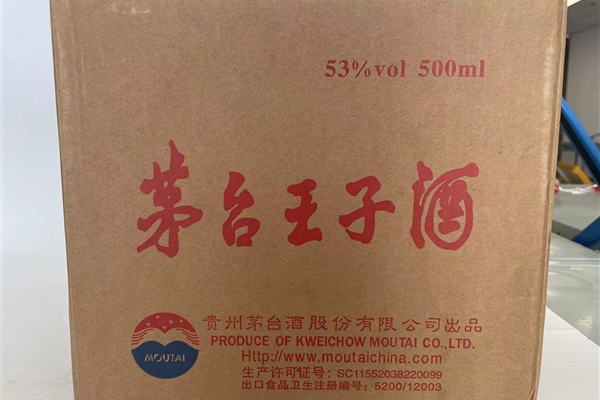 53%vol 500ml
茅台王子酒
贵州茅台酒股份有限公司出品
PRODUCE OF KWEICHOW MOUTAI CO.,LTD.
Http://www.moutaichina.com
生产许可证号: SC11552038220099
出口食品卫生注册编号: 5200/12003
MOUTAI